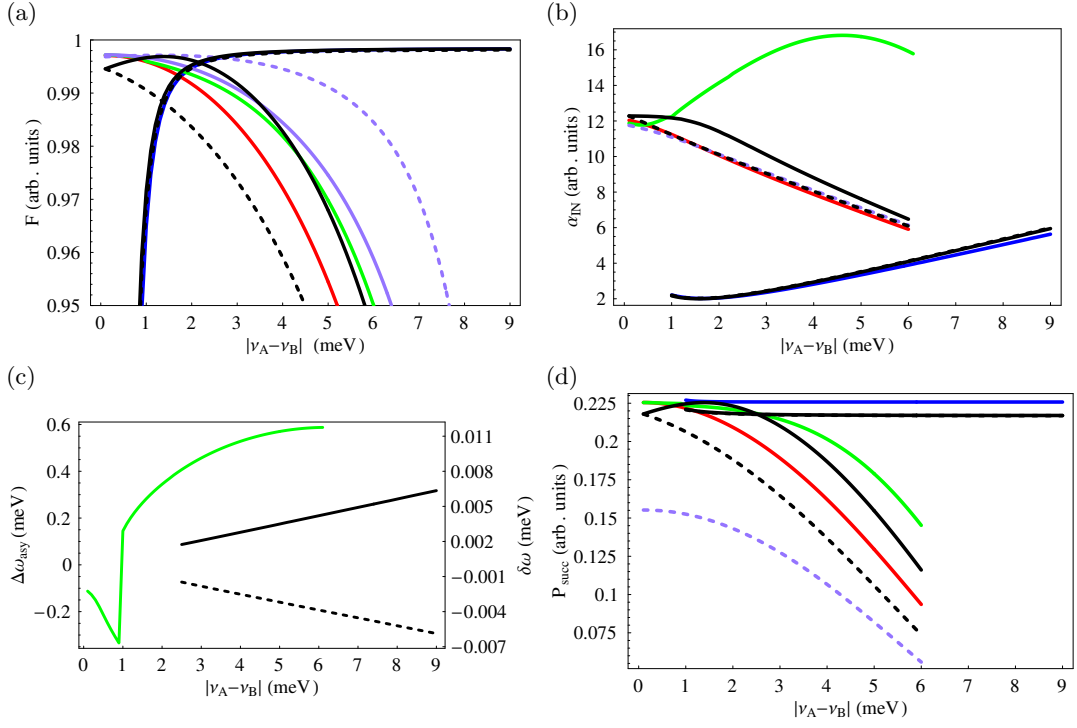 (a)
1
0.99
0.98
0.97
0.96
0.95
F (arb. units)
0 1 2 3 4 5 6 7 8 9
|νA−νB| (meV)
(b)
16
14
12
10
8
6
4
2
αIN (arb. units)
0 1 2 3 4 5 6 7 8 9
|νA−νB| (meV)
(c)
0.6
0.4
0.2
0
−0.2
Δωasy (meV)
0.011
0.006
0.002
−0.001
−0.004
−0.007
δω (meV)
0 1 2 3 4 5 6 7 8 9
|νA−νB| (meV)
(d)
0.225
0.2
0.175
0.15
0.125
0.1
0.075
Psucc (arb. units)
0 1 2 3 4 5 6 7 8 9
|νA−νB| (meV)